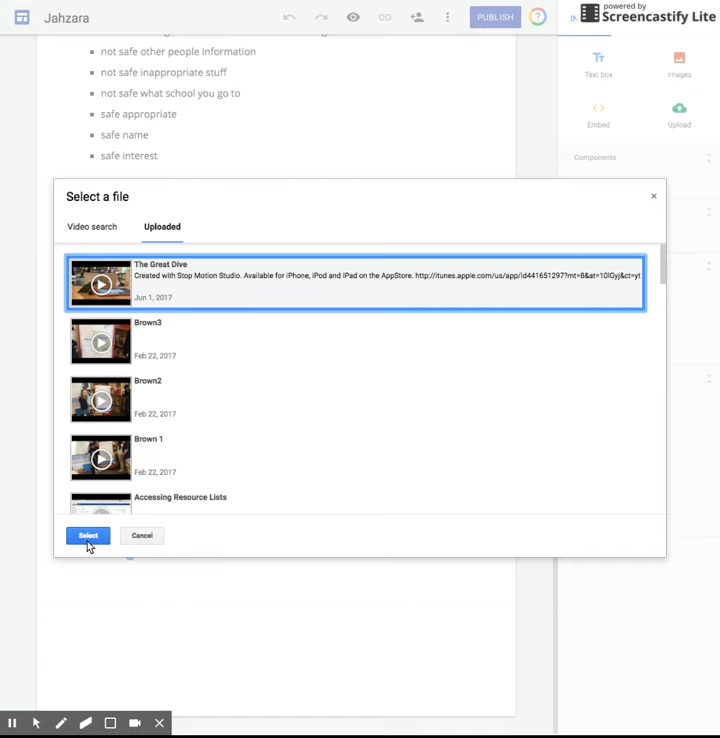 Jahzara
PUBLISH
?
powered by
Screencastify Lite
not safe other people information
not safe inappropriate stuff
not safe what school you go to
safe appropriate
safe name
safe interest
Text box
Images
Embed
Upload
Components
Select a file
×
Video search
Uploaded
The Great Dive
Created with Stop Motion Studio. Available for iPhone, iPod and iPad on the AppStore. http://itunes.apple.com/us/app/id441651297?mt=8&at=10lGyj&ct=yt
Jun 1, 2017
Brown3
Feb 22, 2017
Brown2
Feb 22, 2017
Brown 1
Feb 22, 2017
Accessing Resource Lists
Select
Cancel